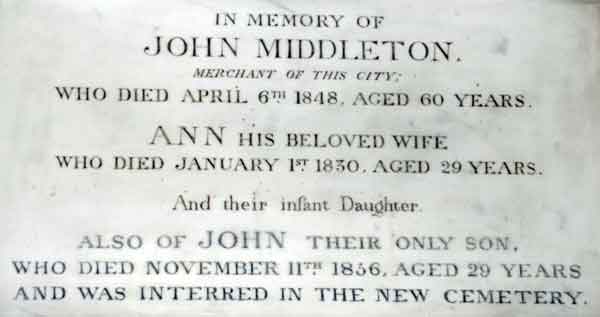 IN MEMORY OF
JOHN MIDDLETON.
MERCHANT OF THIS CITY;
WHO DIED APRIL 6TH 1848, AGED 60 YEARS.
ANN HIS BELOVED WIFE
WHO DIED JANUARY 1ST 1830, AGED 29 YEARS.
And their inſant Daughter.
ALSO OF JOHN THEIR ONLY SON,
WHO DIED NOVEMBER 11TH 1856, AGED 29 YEARS
AND WAS INTERRED IN THE NEW CEMETERY.